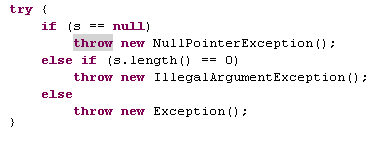 try {
if (s == null)
throw new NullPointerException();
else if (s.length() == 0)
throw new IllegalArgumentException();
else
throw new Exception();
}